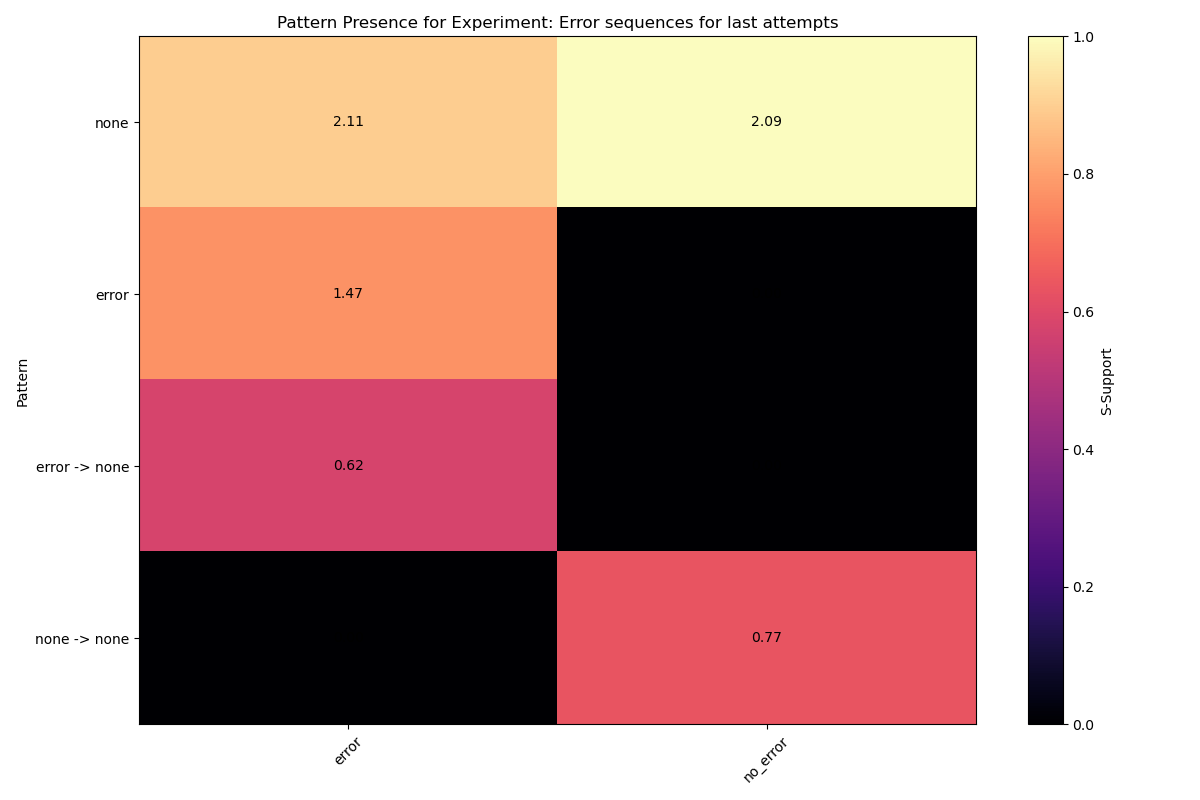 Pattern Presence for Experiment: Error sequences for last attempts
none
2.11
2.09
error
1.47
error -> none
0.62
none -> none
0.77
Pattern
error
no_error
1.0
0.8
0.6
0.4
0.2
0.0
S-Support